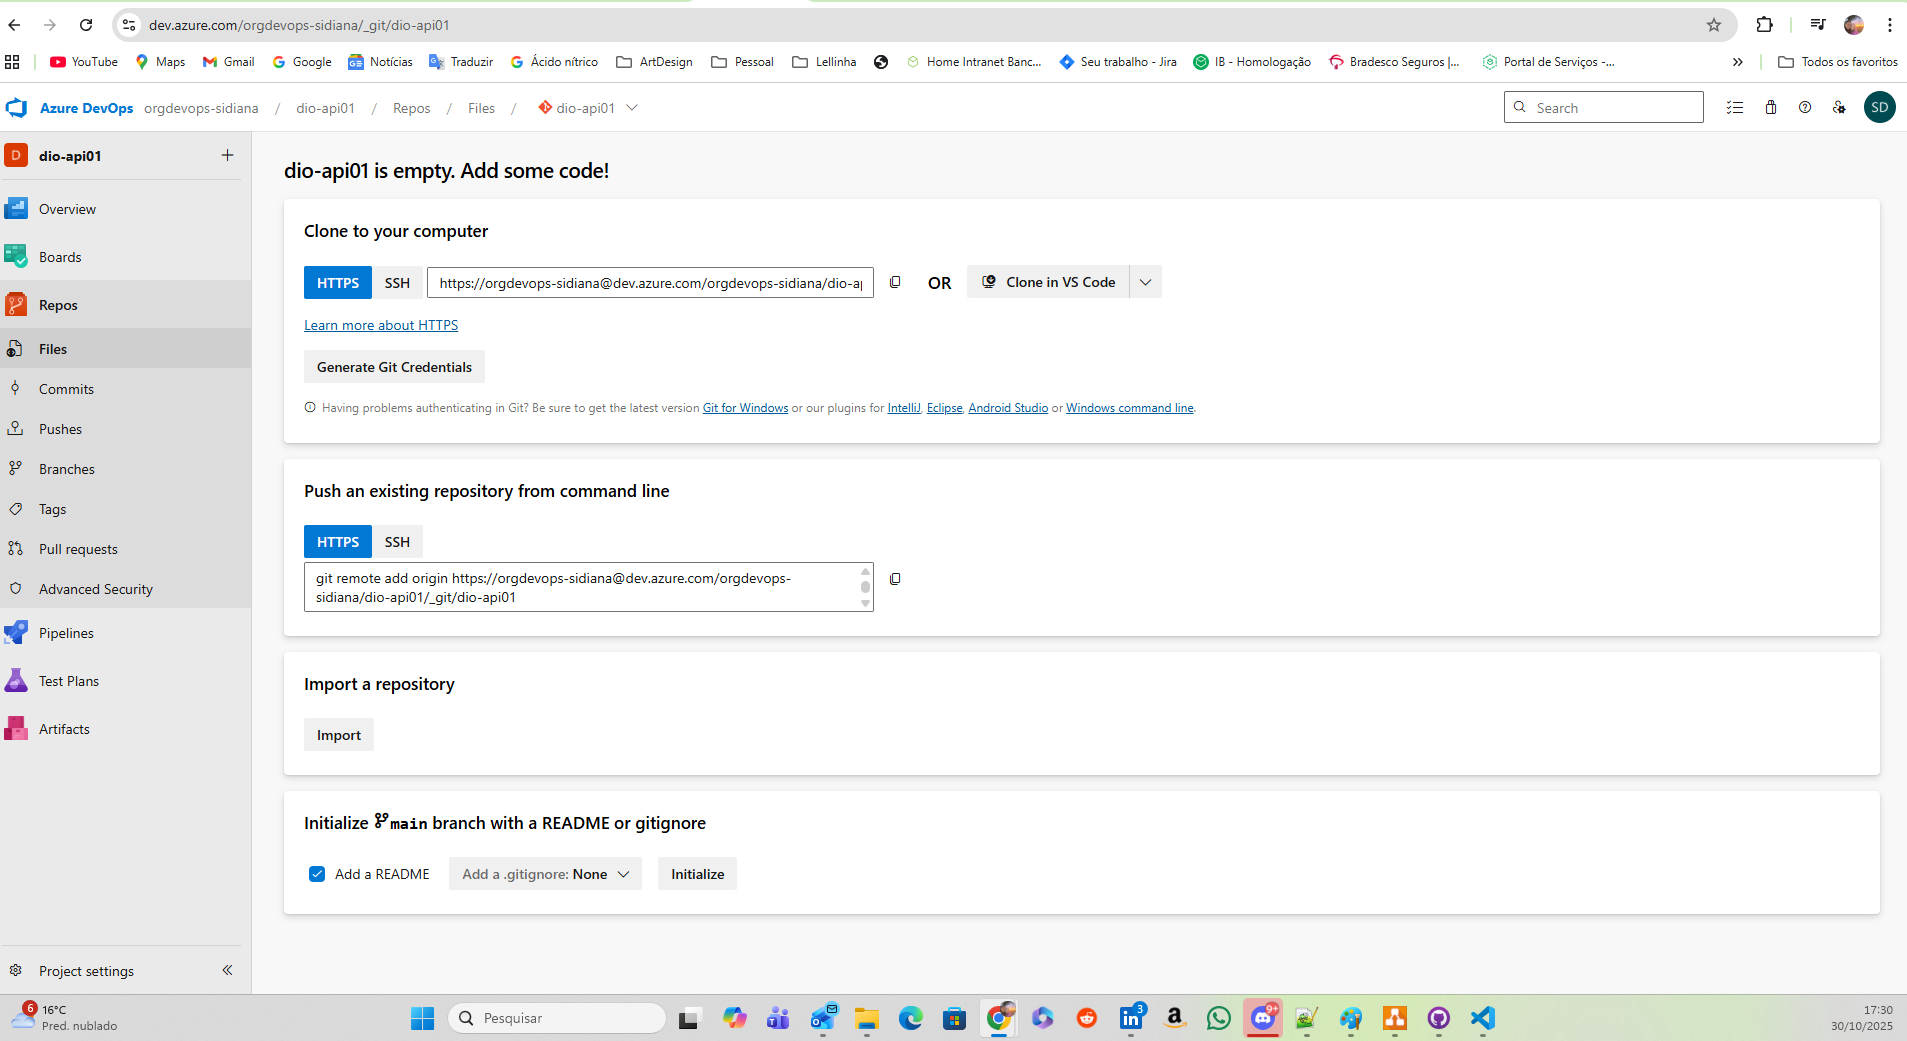 dev.azure.com/orgdevops-sidiana/_git/dio-api01
YouTube Maps Gmail Google Notícias Traduzir Ácido nítrico ArtDesign Pessoal Lellinha Home Intranet Banc... Seu trabalho - Jira IB - Homologação Bradesco Seguros |... Portal de Serviços -... » Todos os favoritos
Azure DevOps orgdevops-sidiana / dio-api01 / Repos / Files / dio-api01 Search SD
D dio-api01 +
Overview
Boards
Repos
Files
Commits
Pushes
Branches
Tags
Pull requests
Advanced Security
Pipelines
Test Plans
Artifacts
Project settings «
dio-api01 is empty. Add some code!
Clone to your computer
HTTPS SSH https://orgdevops-sidiana@dev.azure.com/orgdevops-sidiana/dio-a OR Clone in VS Code
Learn more about HTTPS
Generate Git Credentials
Having problems authenticating in Git? Be sure to get the latest version Git for Windows or our plugins for IntelliJ, Eclipse, Android Studio or Windows command line.
Push an existing repository from command line
HTTPS SSH
git remote add origin https://orgdevops-sidiana@dev.azure.com/orgdevops-
sidiana/dio-api01/_git/dio-api01
Import a repository
Import
Initialize main branch with a README or gitignore
Add a README Add a .gitignore: None Initialize
6 16°C
Pred. nublado
Pesquisar
3
9+
17:30
30/10/2025